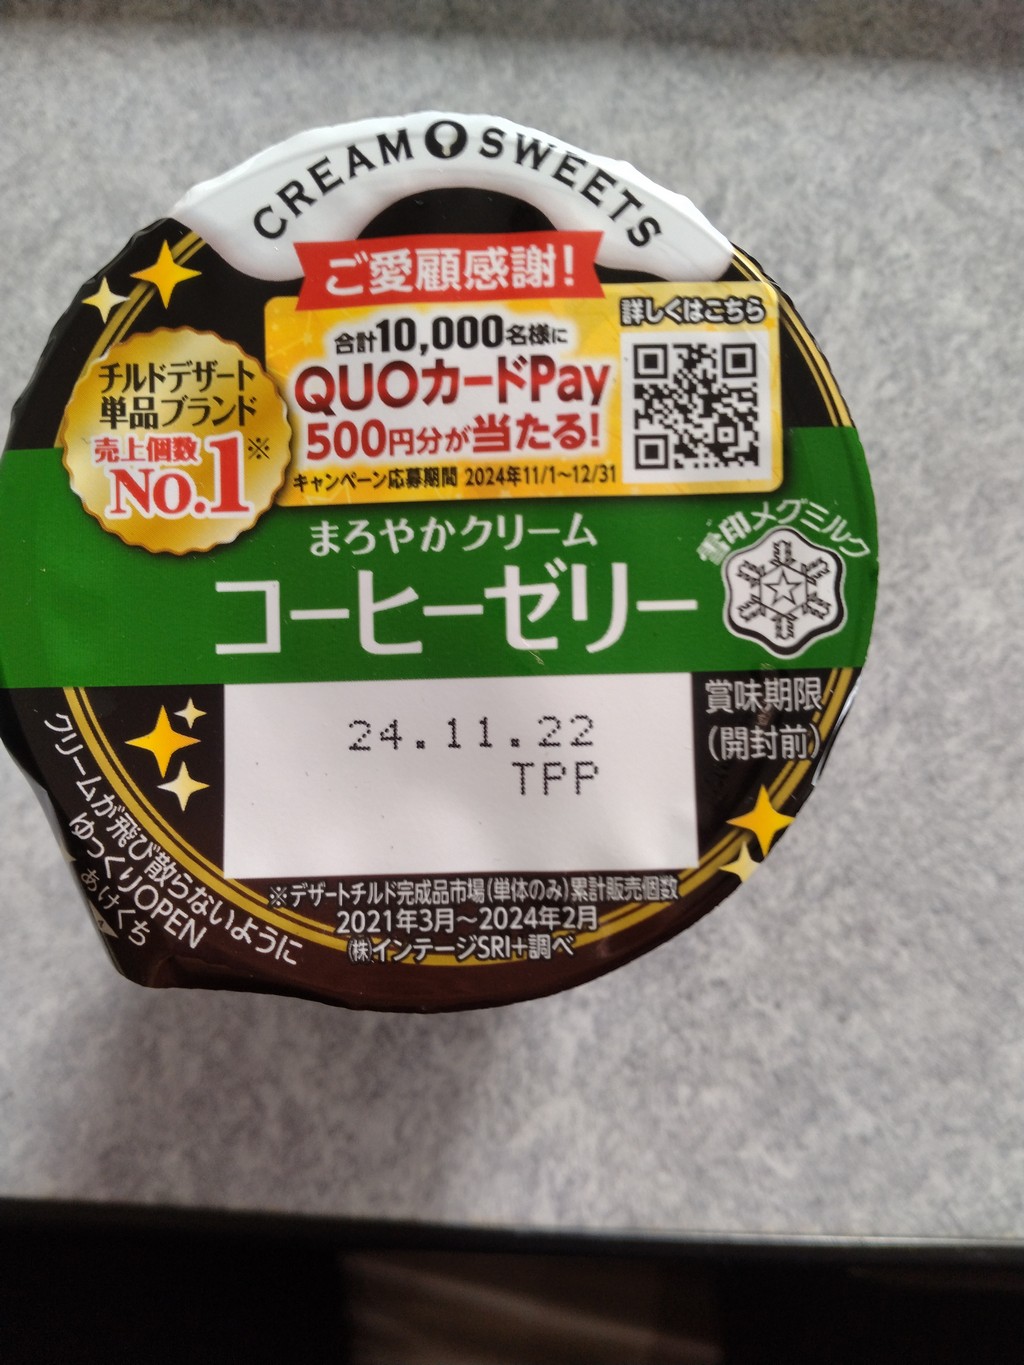 CREAM SWEETS
ご愛顧感謝!
合計10,000名様に
QUOカードPay
500円分が当たる!
キャンペーン応募期間 2024年11/1〜12/31
詳しくはこちら
チルドデザート
単品ブランド
売上個数※
No.1
まろやかクリーム
コーヒーゼリー
雪印メグミルク
24.11.22
TPP
賞味期限
(開封前)
クリームが飛び散らないように
ゆっくりOPEN
あけくち
※デザートチルド完成品市場(単体のみ)累計販売個数
2021年3月〜2024年2月
㈱インテージSRI+調べ